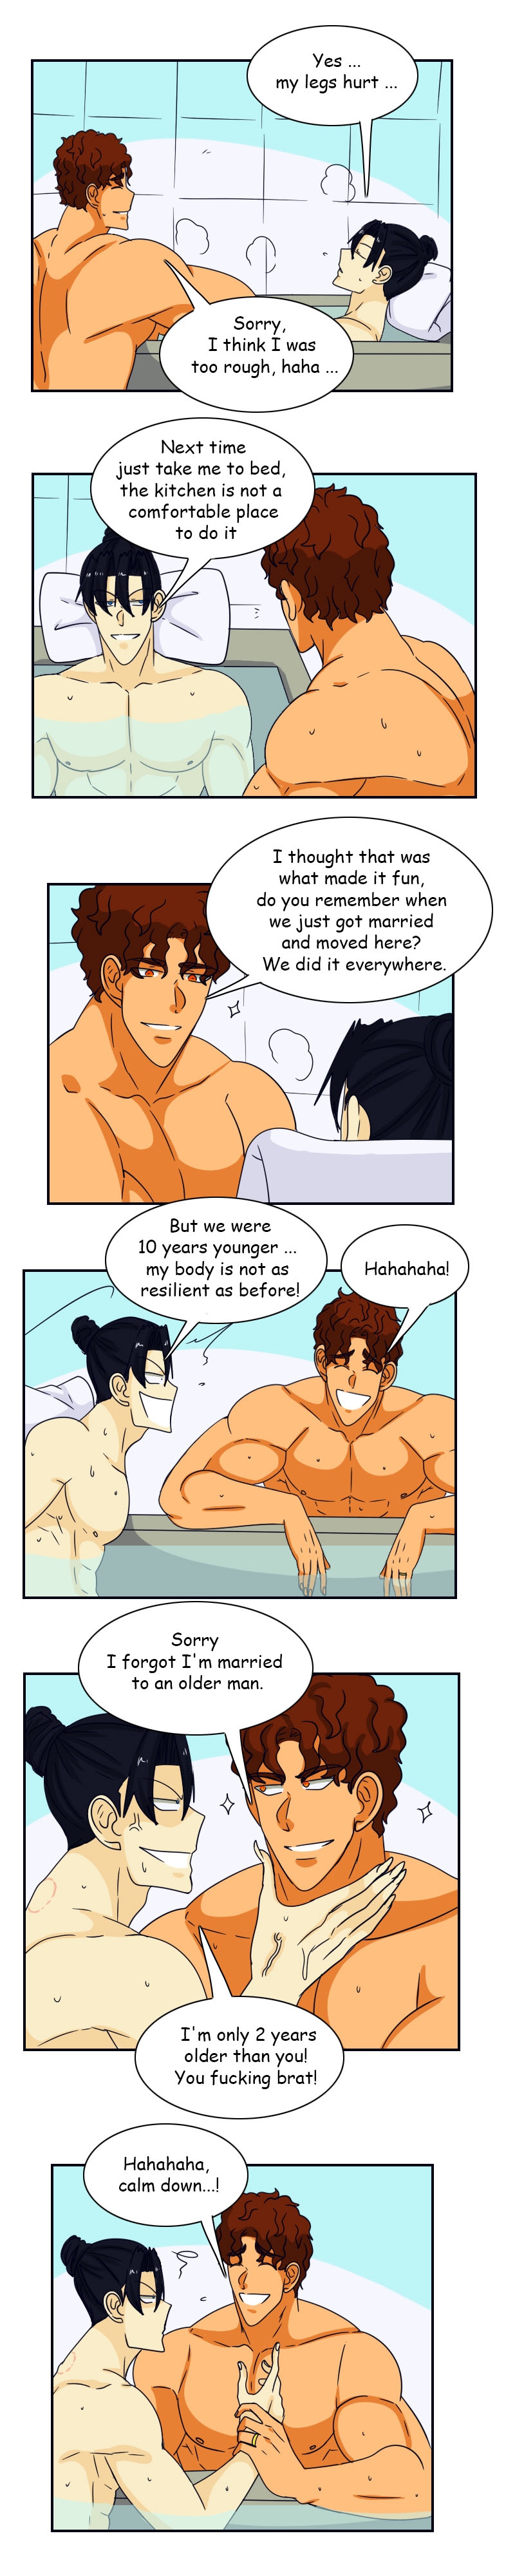 Yes ...
my legs hurt ...
Sorry,
I think I was
too rough, haha ...
Next time
just take me to bed,
the kitchen is not a
comfortable place
to do it
I thought that was
what made it fun,
do you remember when
we just got married
and moved here?
We did it everywhere.
But we were
10 years younger ...
my body is not as
resilient as before!
Hahahaha!
Sorry
I forgot I'm married
to an older man.
I'm only 2 years
older than you!
You fucking brat!
Hahahaha,
calm down...!